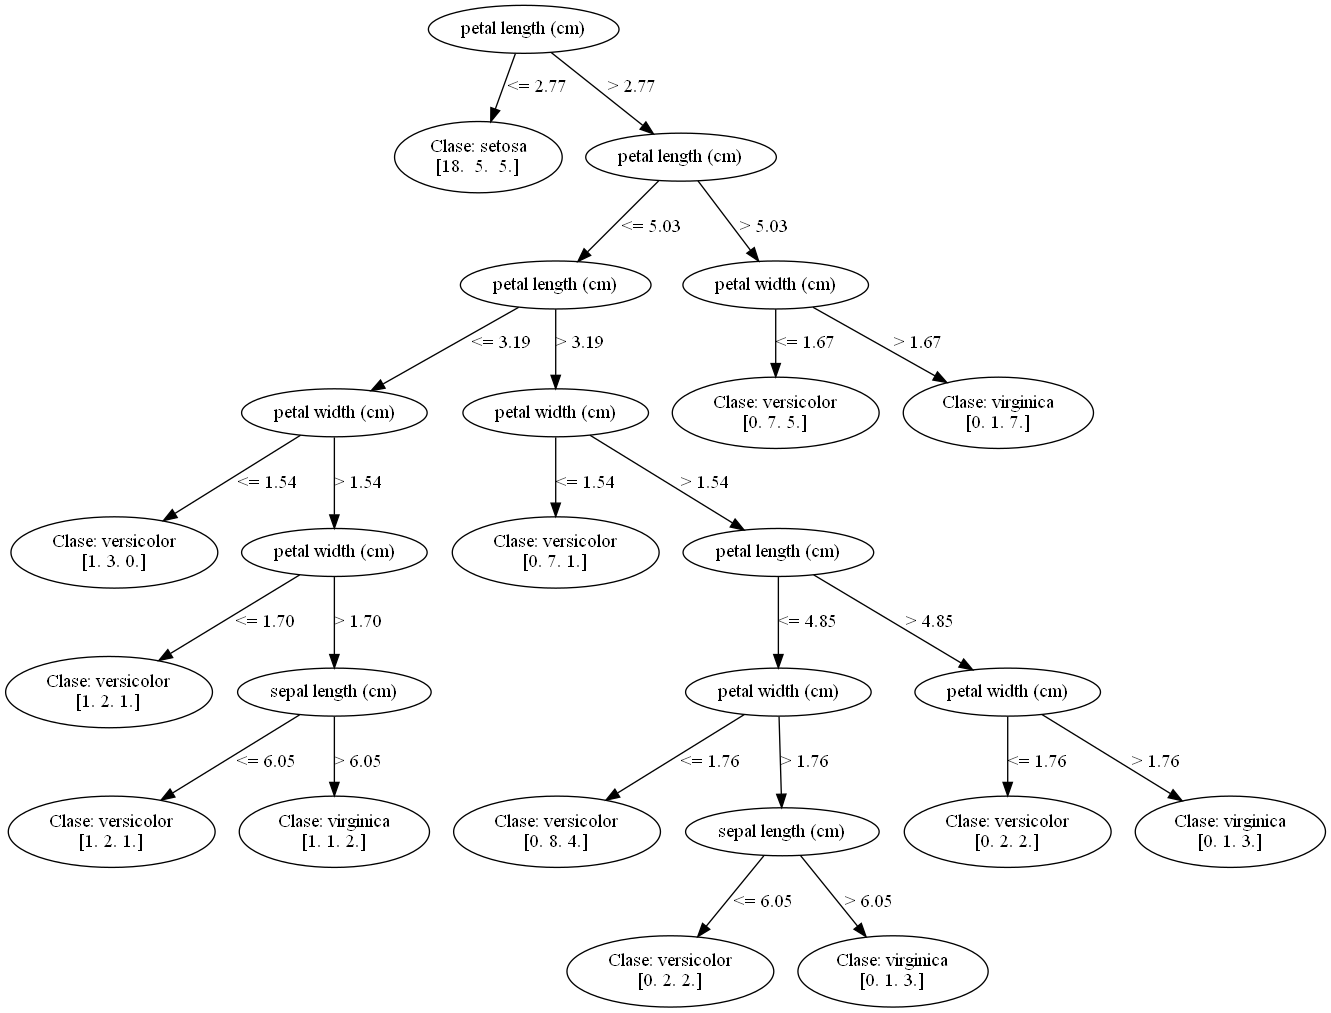 petal length (cm)
<= 2.77
> 2.77
Clase: setosa
[18. 5. 5.]
petal length (cm)
<= 5.03
> 5.03
petal length (cm)
petal width (cm)
<= 3.19
> 3.19
<= 1.67
> 1.67
petal width (cm)
petal width (cm)
Clase: versicolor
[0. 7. 5.]
Clase: virginica
[0. 1. 7.]
<= 1.54
> 1.54
<= 1.54
> 1.54
Clase: versicolor
[1. 3. 0.]
petal width (cm)
Clase: versicolor
[0. 7. 1.]
petal length (cm)
<= 1.70
> 1.70
<= 4.85
> 4.85
Clase: versicolor
[1. 2. 1.]
sepal length (cm)
petal width (cm)
petal width (cm)
<= 6.05
> 6.05
<= 1.76
> 1.76
<= 1.76
> 1.76
Clase: versicolor
[1. 2. 1.]
Clase: virginica
[1. 1. 2.]
Clase: versicolor
[0. 8. 4.]
sepal length (cm)
Clase: versicolor
[0. 2. 2.]
Clase: virginica
[0. 1. 3.]
<= 6.05
> 6.05
Clase: versicolor
[0. 2. 2.]
Clase: virginica
[0. 1. 3.]